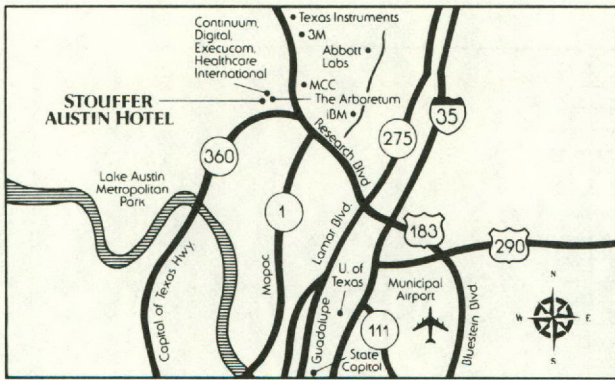 Continuum,
Digital,
Execucom,
Healthcare
International
Texas Instruments
3M
Abbott
Labs
MCC
The Arboretum
iBM
STOUFFER
AUSTIN HOTEL
Research Blvd.
275
35
360
Lake Austin
Metropolitan
Park
1
Lamar Blvd.
183
290
Capitol of Texas Hwy.
Mopac
Guadalupe
U. of
Texas
Municipal
Airport
111
State
Capitol
Bluestein Blvd
N
W
E
S